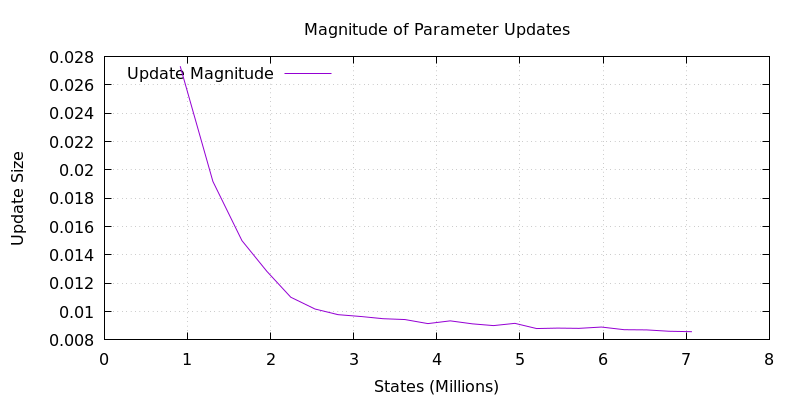 Magnitude of Parameter Updates
Update Magnitude
0.028
0.026
0.024
0.022
0.02
0.018
0.016
0.014
0.012
0.01
0.008
Update Size
0 1 2 3 4 5 6 7 8
States (Millions)